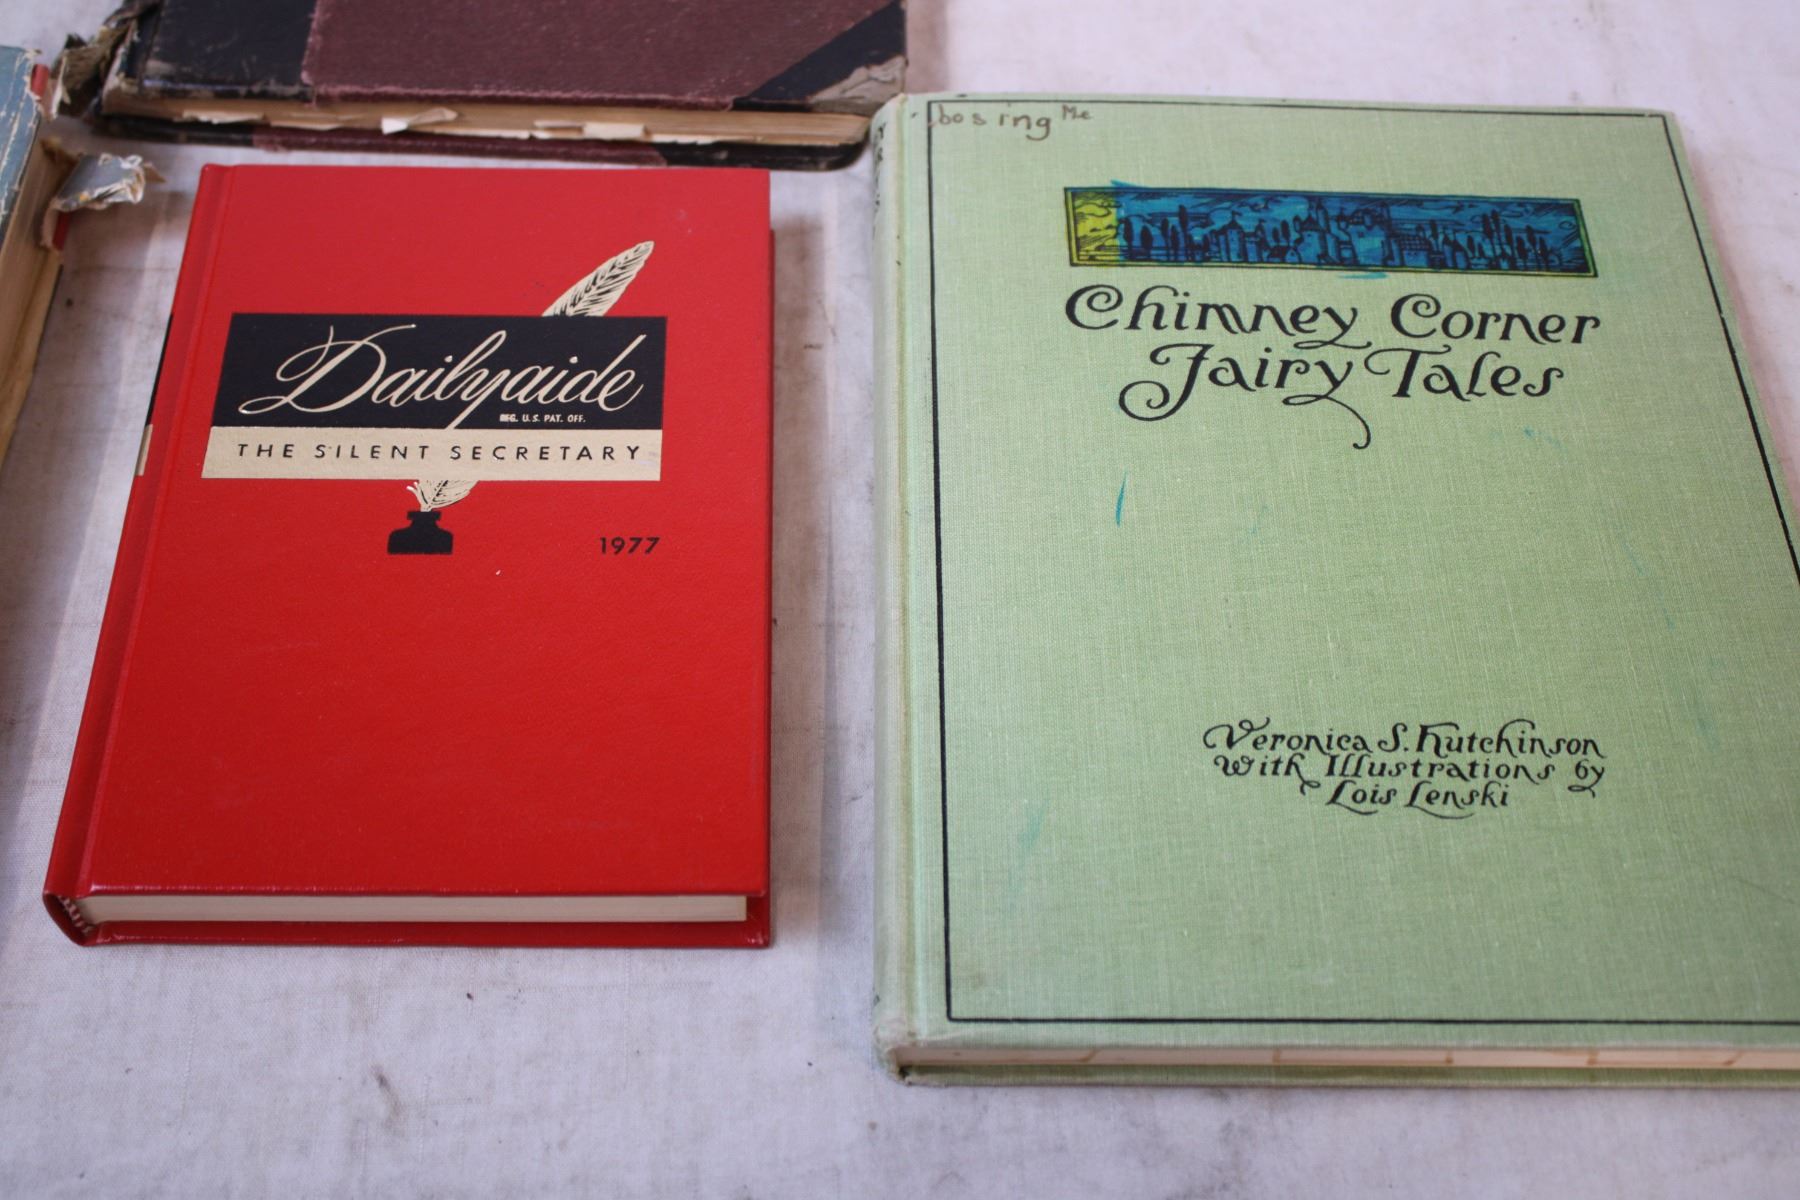 Dailyaide
REG. U.S. PAT. OFF.
THE SILENT SECRETARY
1977
bosing Me
Chimney Corner
Fairy Tales
Veronica S. Hutchinson
With Illustrations by
Lois Lenski